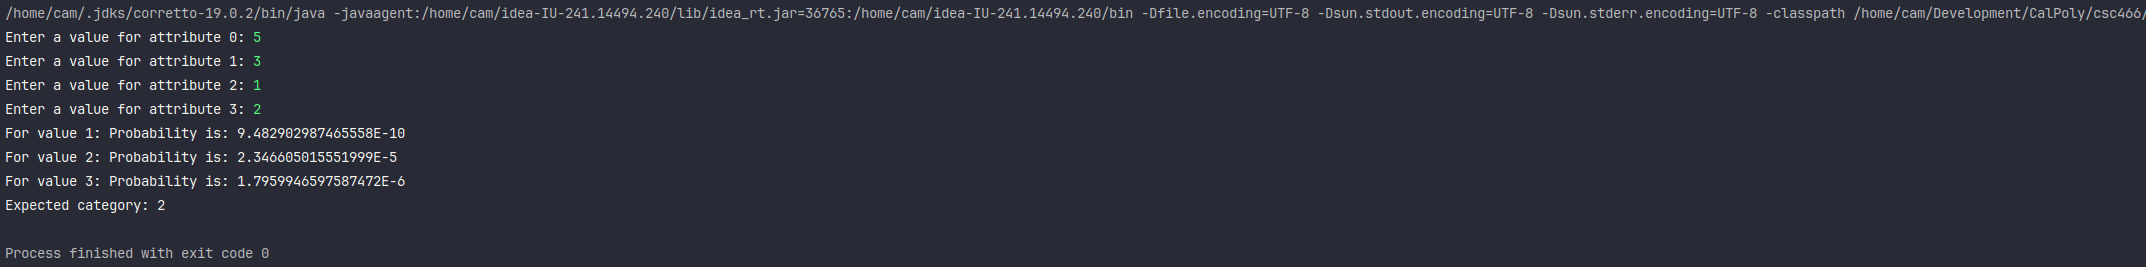 /home/cam/.jdks/corretto-19.0.2/bin/java -javaagent:/home/cam/idea-IU-241.14494.240/lib/idea_rt.jar=36765:/home/cam/idea-IU-241.14494.240/bin -Dfile.encoding=UTF-8 -Dsun.stdout.encoding=UTF-8 -Dsun.stderr.encoding=UTF-8 -classpath /home/cam/Development/CalPoly/csc466/
Enter a value for attribute 0: 5
Enter a value for attribute 1: 3
Enter a value for attribute 2: 1
Enter a value for attribute 3: 2
For value 1: Probability is: 9.482902987465558E-10
For value 2: Probability is: 2.346605015551999E-5
For value 3: Probability is: 1.7959946597587472E-6
Expected category: 2
Process finished with exit code 0